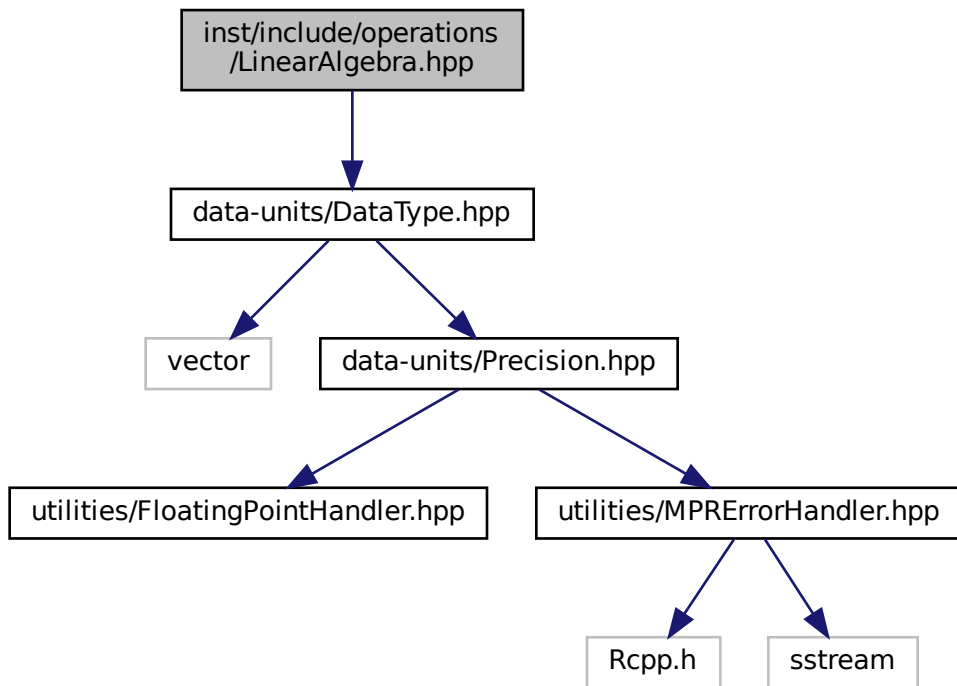 inst/include/operations
/LinearAlgebra.hpp
data-units/DataType.hpp
vector
data-units/Precision.hpp
utilities/FloatingPointHandler.hpp
utilities/MPRErrorHandler.hpp
Rcpp.h
sstream